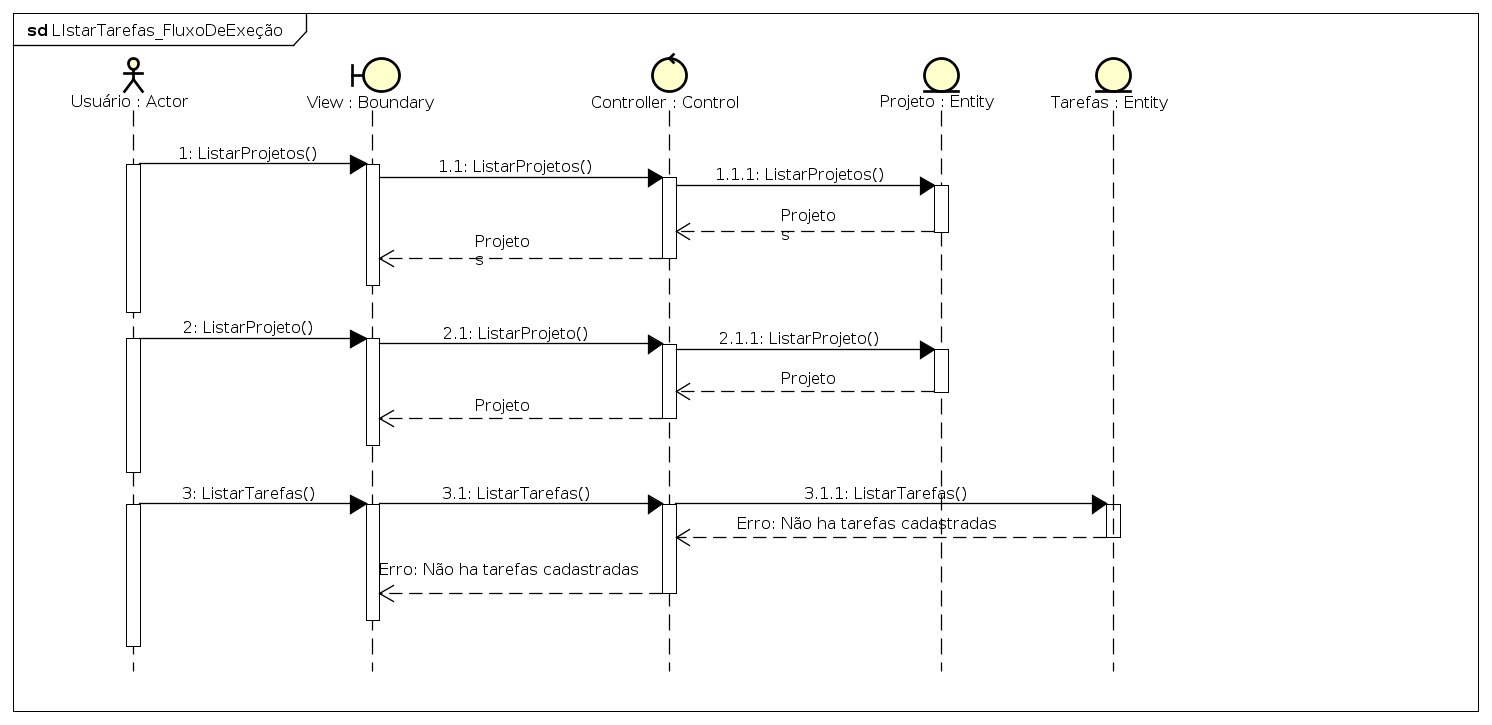 sd LIstarTarefas_FluxoDeExeção
Usuário : Actor
View : Boundary
Controller : Control
Projeto : Entity
Tarefas : Entity
1: ListarProjetos()
1.1: ListarProjetos()
1.1.1: ListarProjetos()
Projeto
s
Projeto
s
2: ListarProjeto()
2.1: ListarProjeto()
2.1.1: ListarProjeto()
Projeto
Projeto
3: ListarTarefas()
3.1: ListarTarefas()
3.1.1: ListarTarefas()
Erro: Não ha tarefas cadastradas
Erro: Não ha tarefas cadastradas